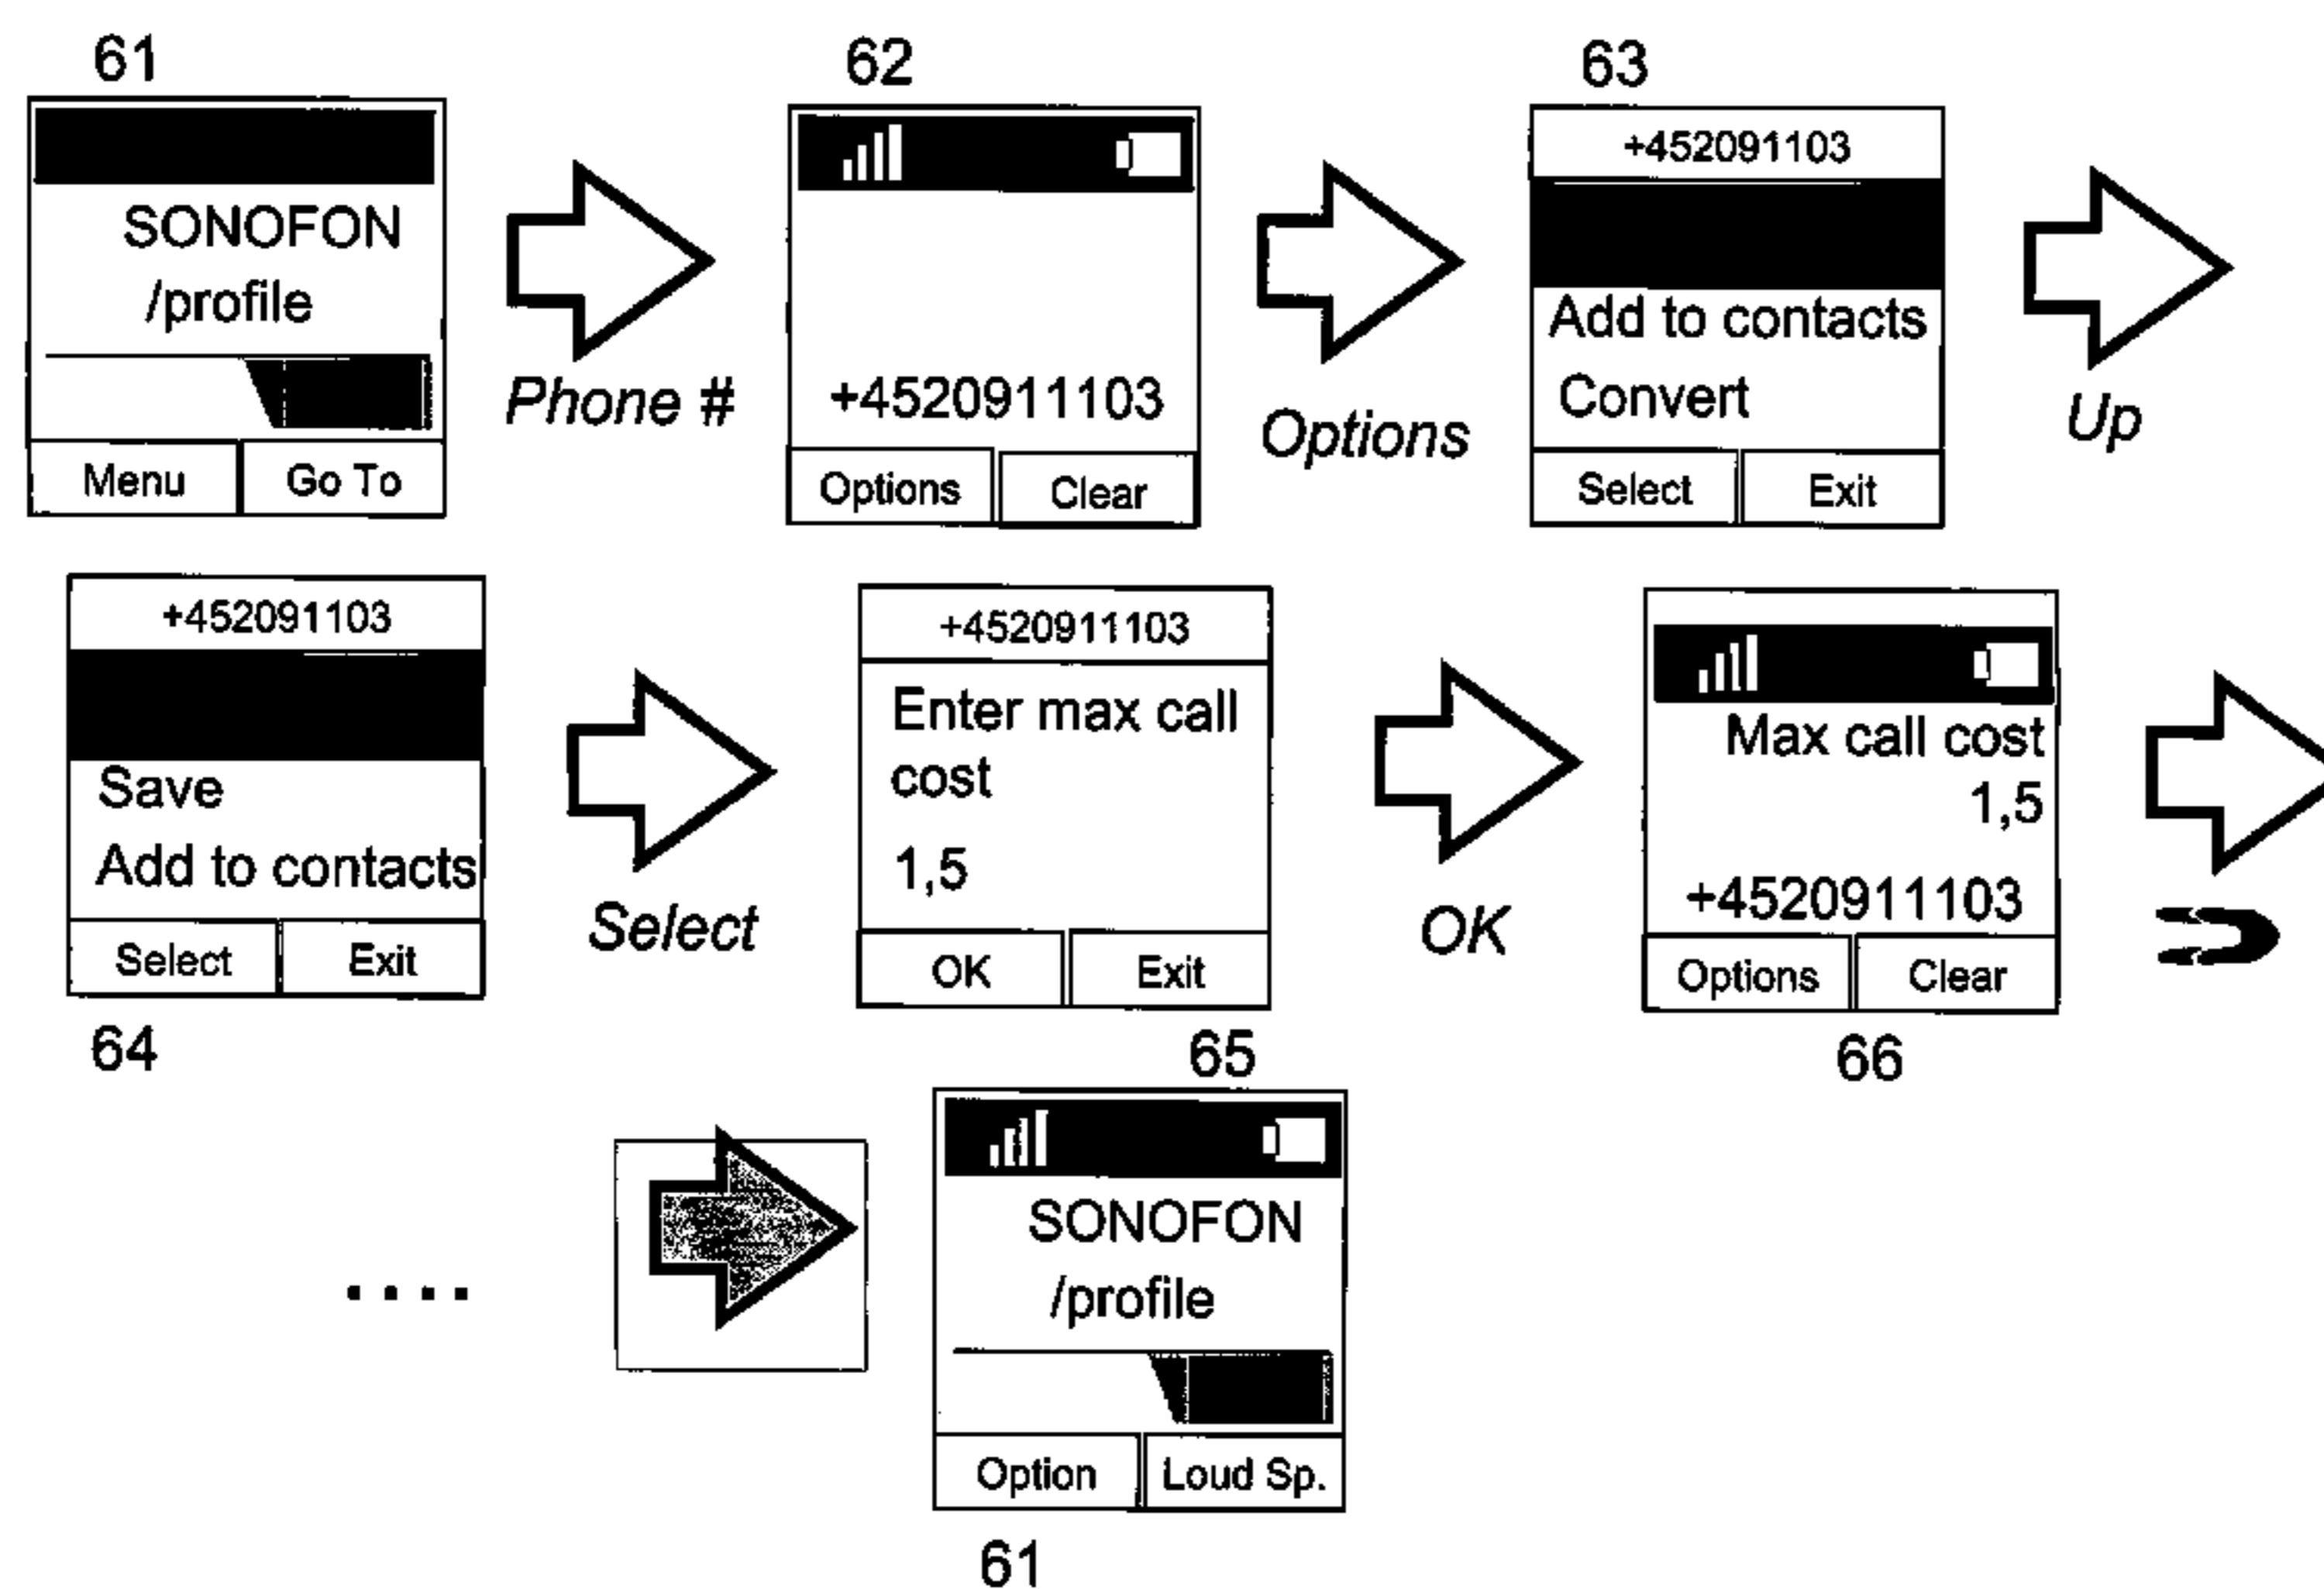 61
SONOFON
/profile
Menu
Go To
Phone #
62
+4520911103
Options
Clear
Options
63
+452091103
Add to contacts
Convert
Select
Exit
Up
+452091103
Save
Add to contacts
Select
Exit
64
Select
+4520911103
Enter max call
cost
1,5
OK
Exit
65
OK
Max call cost
1,5
+4520911103
Options
Clear
66
....
SONOFON
/profile
Option
Loud Sp.
61